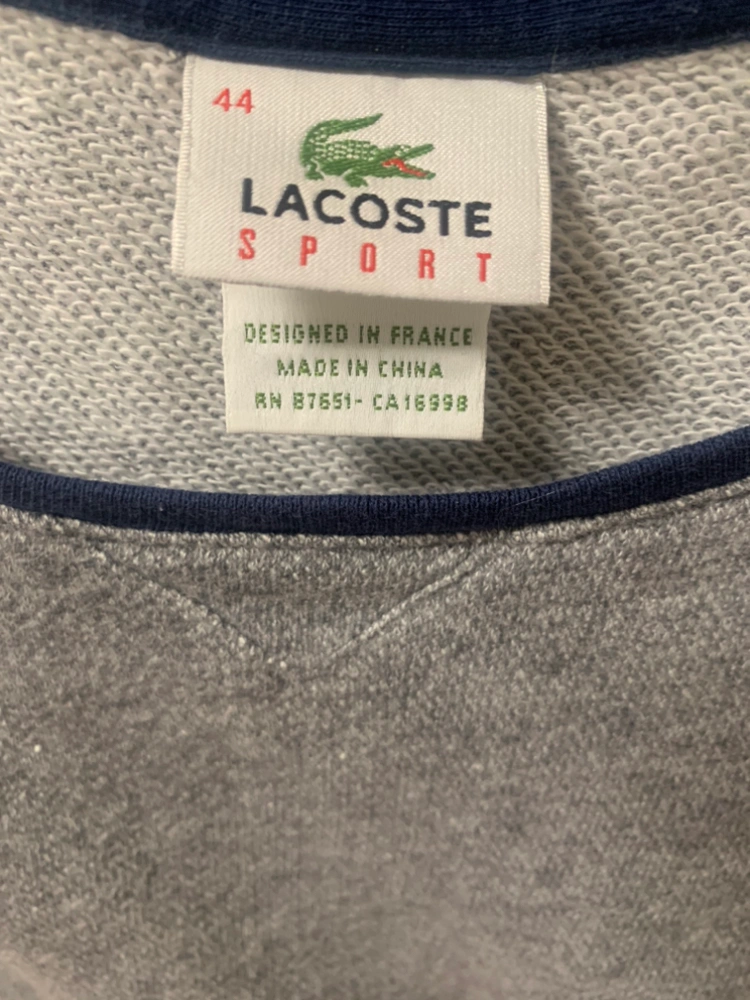 44
LACOSTE
SPORT
DESIGNED IN FRANCE
MADE IN CHINA
RN 87651- CA16998